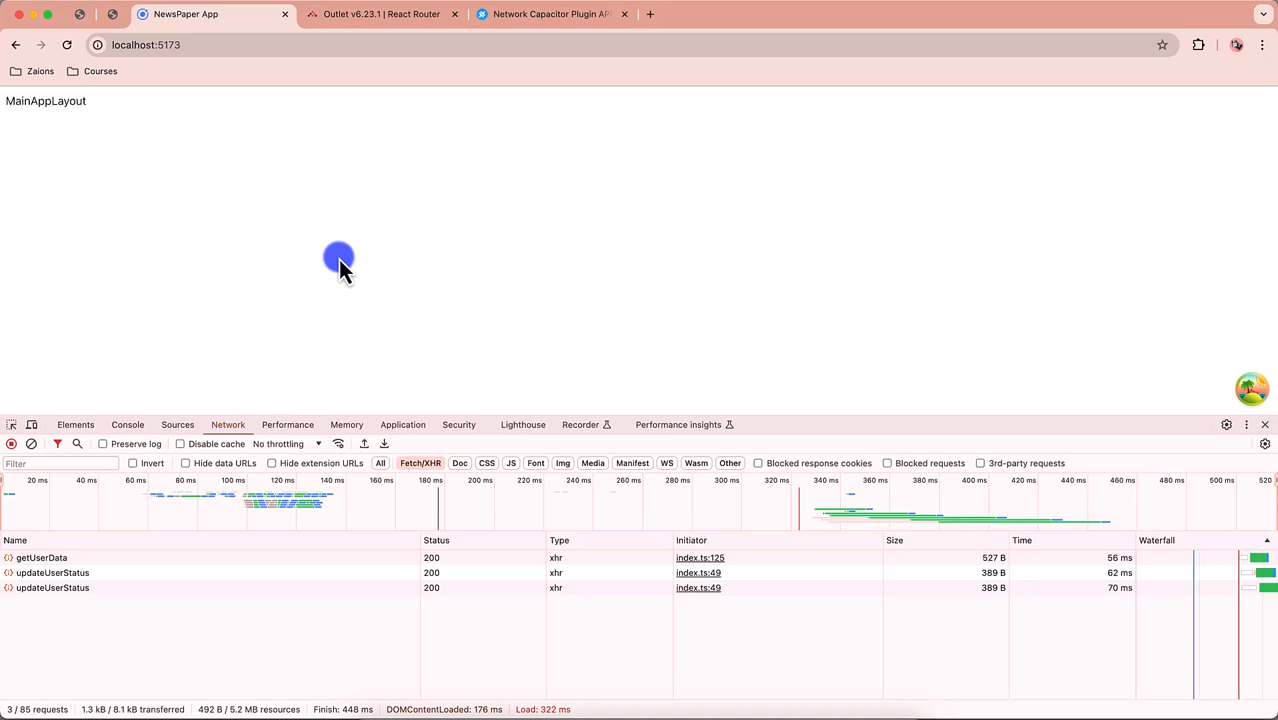 NewsPaper App
Outlet v6.23.1 | React Router
Network Capacitor Plugin API
localhost:5173
Zaions
Courses
MainAppLayout
Elements Console Sources Network Performance Memory Application Security Lighthouse Recorder Performance insights
Preserve log Disable cache No throttling
Filter Invert Hide data URLs Hide extension URLs All Fetch/XHR Doc CSS JS Font Img Media Manifest WS Wasm Other Blocked response cookies Blocked requests 3rd-party requests
20 ms 40 ms 60 ms 80 ms 100 ms 120 ms 140 ms 160 ms 180 ms 200 ms 220 ms 240 ms 260 ms 280 ms 300 ms 320 ms 340 ms 360 ms 380 ms 400 ms 420 ms 440 ms 460 ms 480 ms 500 ms 520
Name Status Type Initiator Size Time Waterfall
getUserData 200 xhr index.ts:125 527 B 56 ms
updateUserStatus 200 xhr index.ts:49 389 B 62 ms
updateUserStatus 200 xhr index.ts:49 389 B 70 ms
3 / 85 requests 1.3 kB / 8.1 kB transferred 492 B / 5.2 MB resources Finish: 448 ms DOMContentLoaded: 176 ms Load: 322 ms